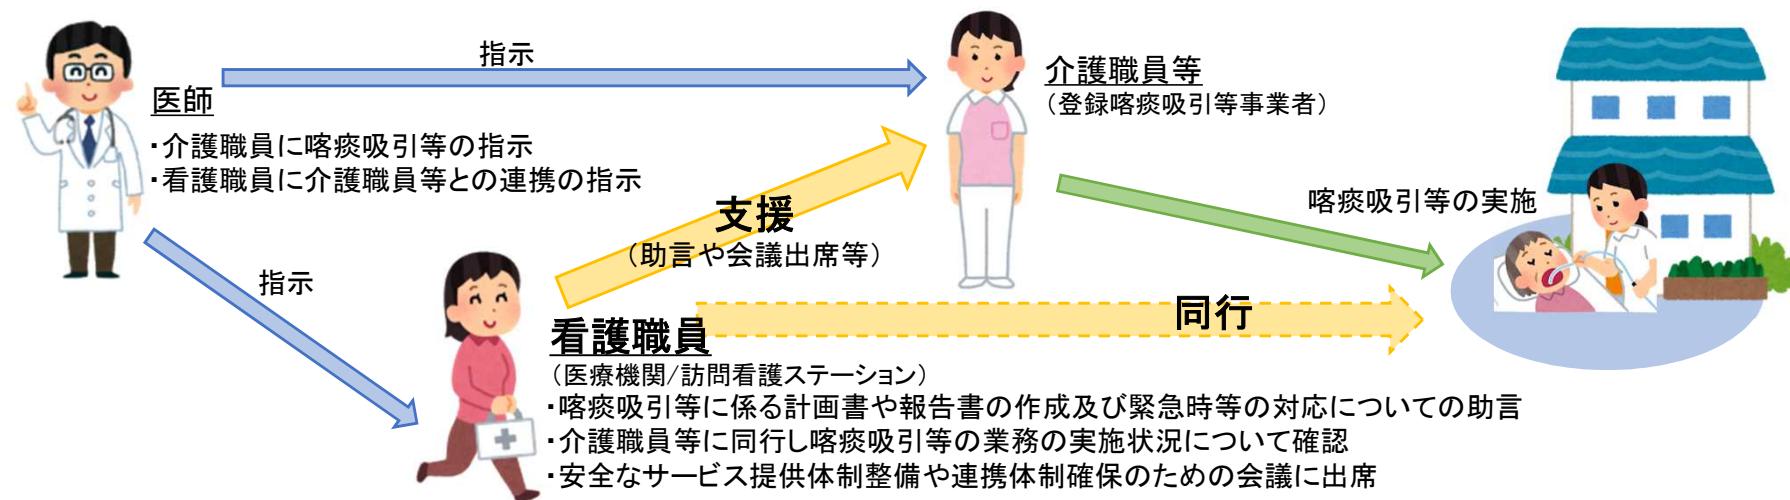 指示
医師
・介護職員に喀痰吸引等の指示
・看護職員に介護職員等との連携の指示
介護職員等
（登録喀痰吸引等事業者）
支援
（助言や会議出席等）
喀痰吸引等の実施
指示
同行
看護職員
（医療機関/訪問看護ステーション）
・喀痰吸引等に係る計画書や報告書の作成及び緊急時等の対応についての助言
・介護職員等に同行し喀痰吸引等の業務の実施状況について確認
・安全なサービス提供体制整備や連携体制確保のための会議に出席